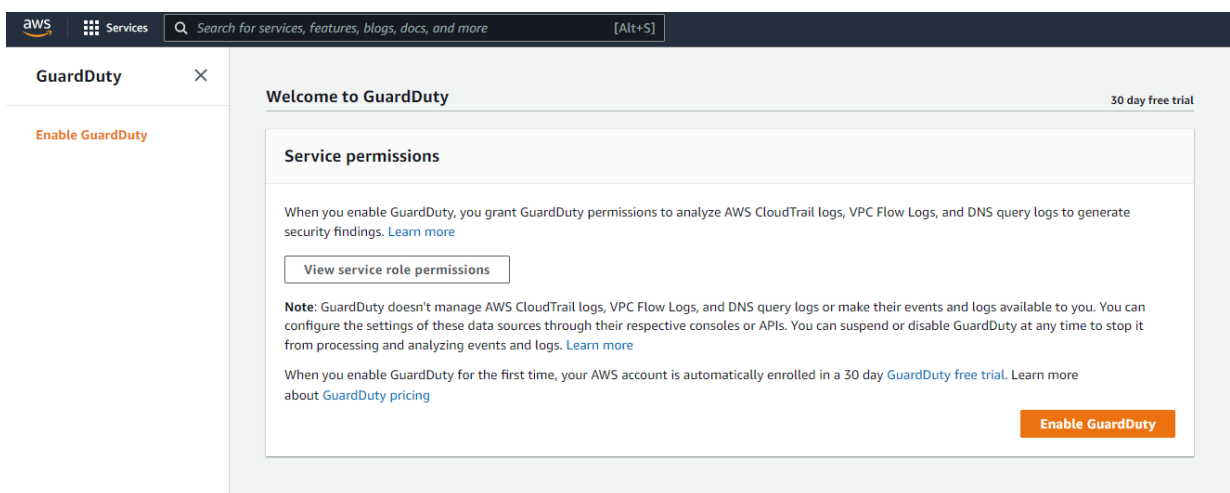 aws
Services
Search for services, features, blogs, docs, and more
[Alt+S]
GuardDuty
Enable GuardDuty
Welcome to GuardDuty
30 day free trial
Service permissions
When you enable GuardDuty, you grant GuardDuty permissions to analyze AWS CloudTrail logs, VPC Flow Logs, and DNS query logs to generate
security findings. Learn more
View service role permissions
Note: GuardDuty doesn't manage AWS CloudTrail logs, VPC Flow Logs, and DNS query logs or make their events and logs available to you. You can
configure the settings of these data sources through their respective consoles or APIs. You can suspend or disable GuardDuty at any time to stop it
from processing and analyzing events and logs. Learn more
When you enable GuardDuty for the first time, your AWS account is automatically enrolled in a 30 day GuardDuty free trial. Learn more
about GuardDuty pricing
Enable GuardDuty